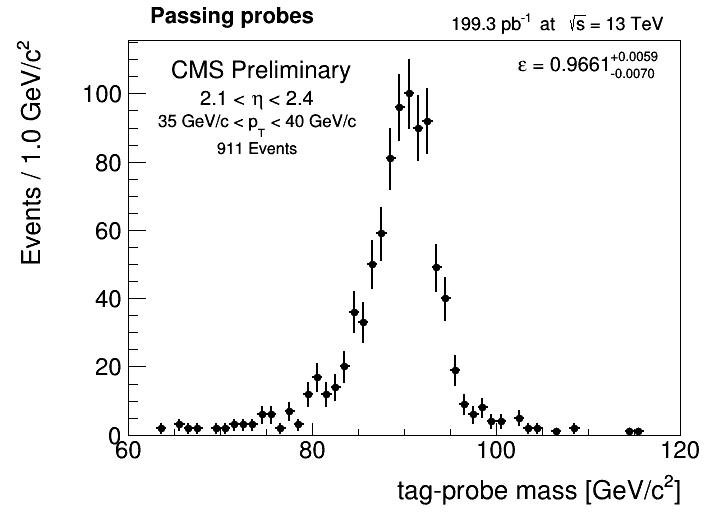 Passing probes
199.3 pb⁻¹ at √s = 13 TeV
CMS Preliminary
2.1 < η < 2.4
35 GeV/c < p_T < 40 GeV/c
911 Events
ε = 0.9661 +0.0059 -0.0070
Events / 1.0 GeV/c²
100
80
60
40
20
0
60 80 100 120
tag-probe mass [GeV/c²]